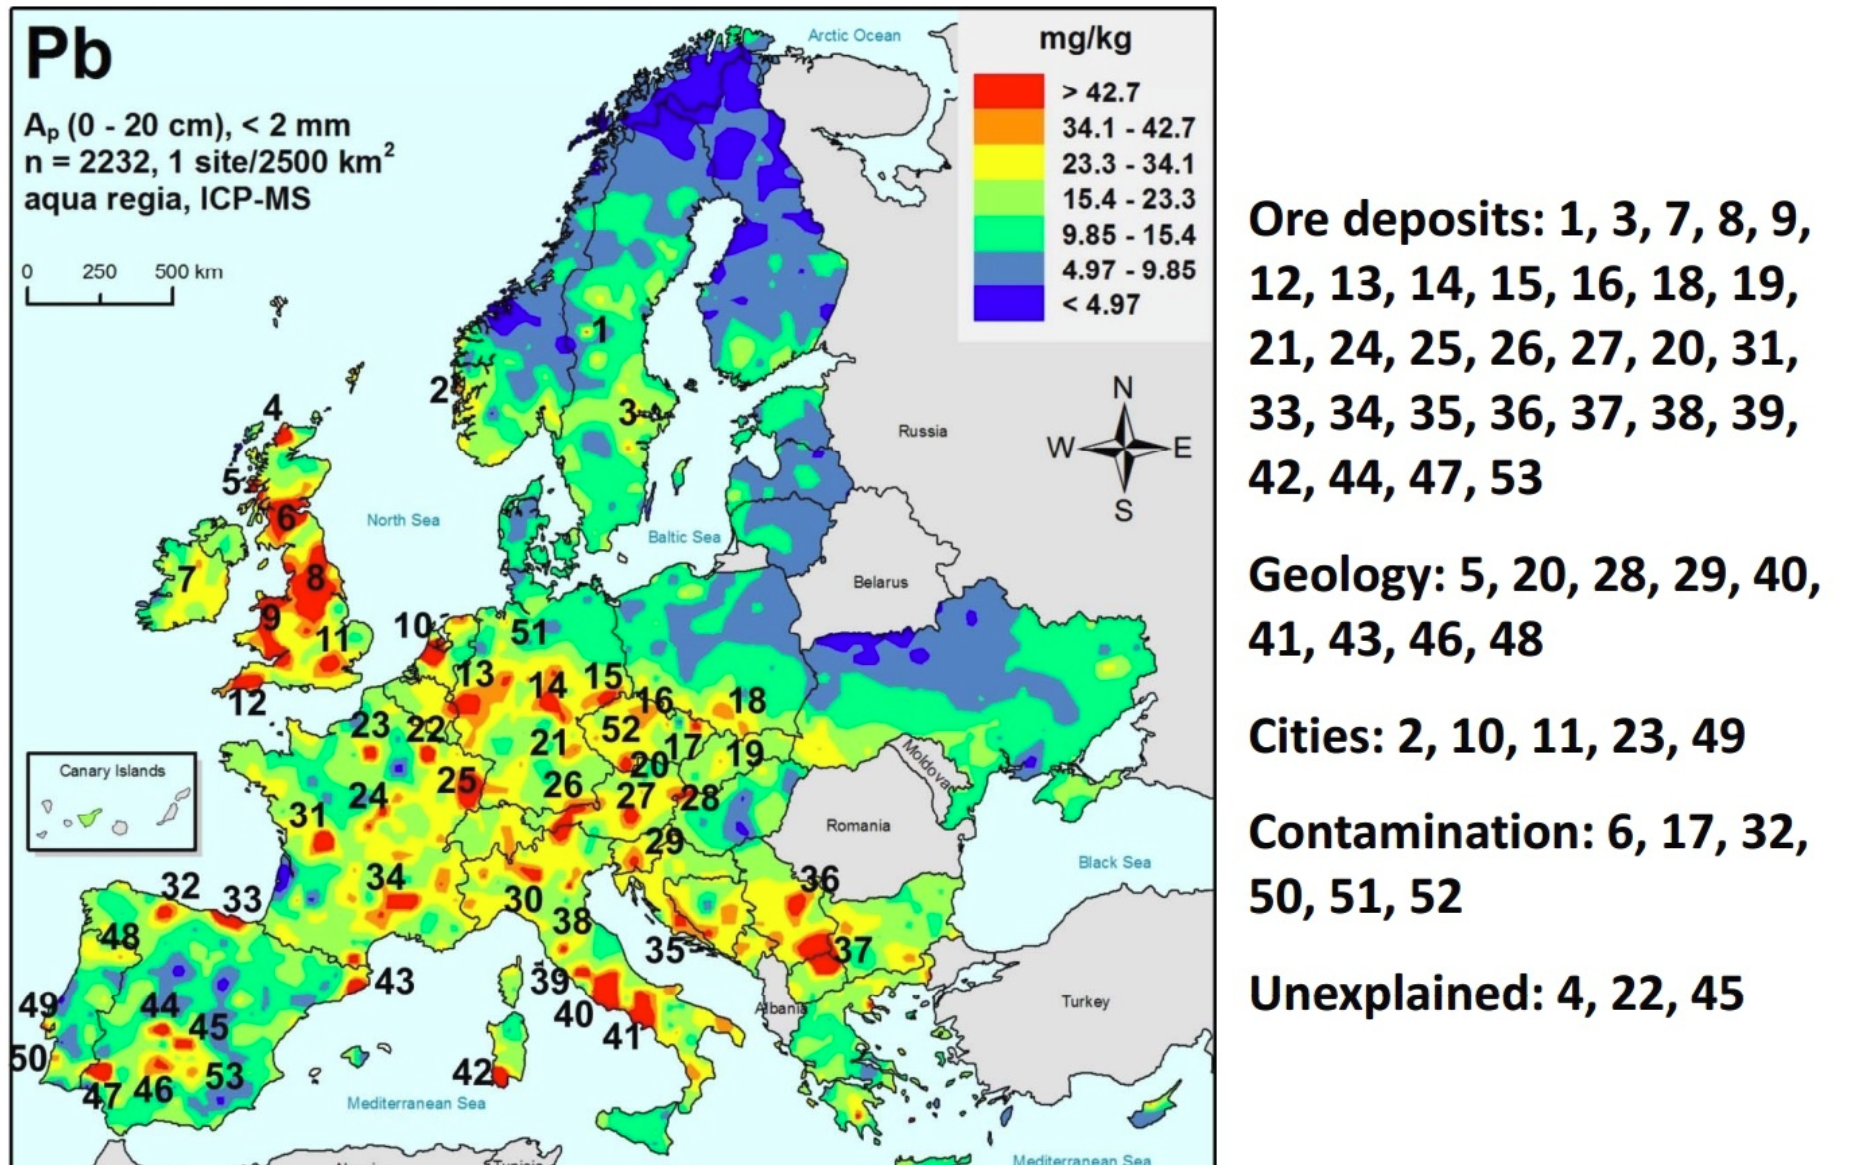 Pb
Aₚ (0 - 20 cm), < 2 mm
n = 2232, 1 site/2500 km²
aqua regia, ICP-MS
0 250 500 km
Arctic Ocean
mg/kg
> 42.7
34.1 - 42.7
23.3 - 34.1
15.4 - 23.3
9.85 - 15.4
4.97 - 9.85
< 4.97
N
W E
S
Russia
North Sea
Baltic Sea
Belarus
Moldova
Canary Islands
Romania
Black Sea
Albania
Turkey
Mediterranean Sea
Tunisia
Mediterranean Sea
1
2
3
4
5
6
7
8
9
10
11
12
13
14
15
16
17
18
19
20
21
22
23
24
25
26
27
28
29
30
31
32
33
34
35
36
37
38
39
40
41
42
43
44
45
46
47
48
49
50
51
52
53
Ore deposits: 1, 3, 7, 8, 9,
12, 13, 14, 15, 16, 18, 19,
21, 24, 25, 26, 27, 20, 31,
33, 34, 35, 36, 37, 38, 39,
42, 44, 47, 53
Geology: 5, 20, 28, 29, 40,
41, 43, 46, 48
Cities: 2, 10, 11, 23, 49
Contamination: 6, 17, 32,
50, 51, 52
Unexplained: 4, 22, 45